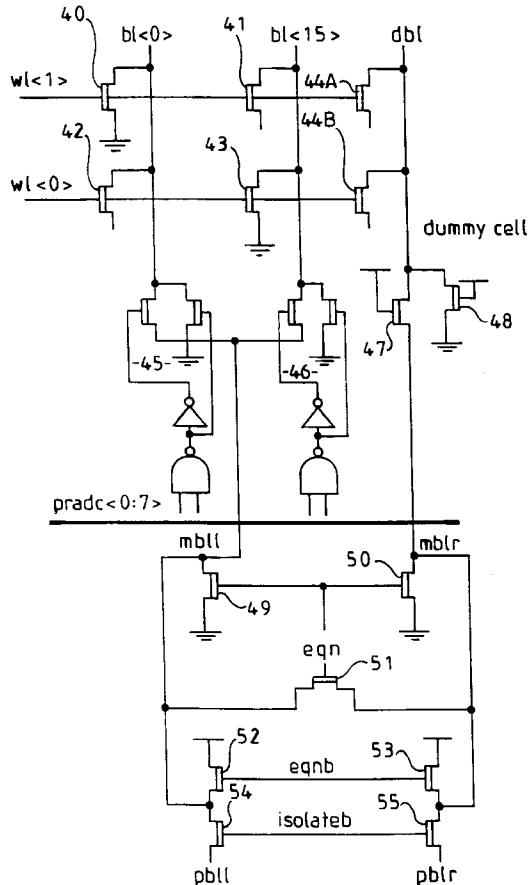 40
bl<0>
41
bl<15>
dbl
wl<1>
44A
42
43
44B
wl<0>
dummy cell
47
48
-45-
-46-
pradc<0:7>
mbll
50
mblr
49
eqn
51
52
53
eqnb
54
55
isolateb
pbll
pblr